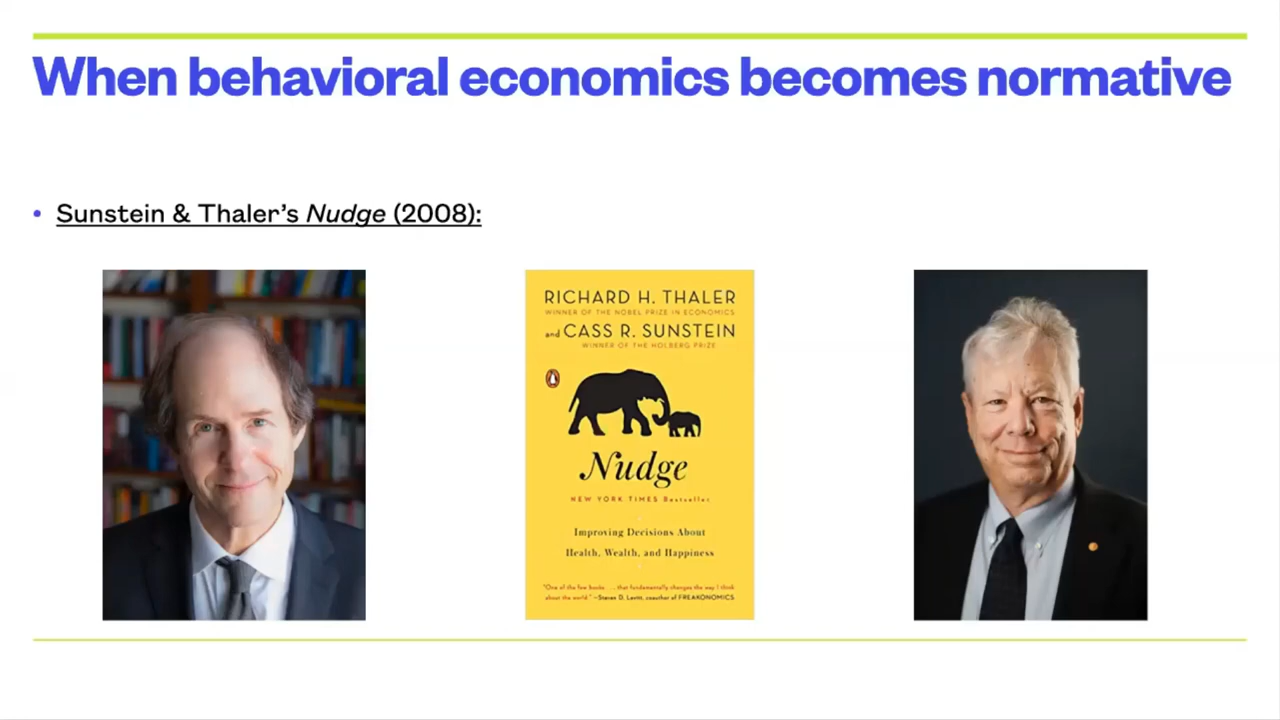 When behavioral economics becomes normative
• Sunstein & Thaler's Nudge (2008):
RICHARD H. THALER
WINNER OF THE NOBEL PRIZE IN ECONOMICS
and CASS R. SUNSTEIN
WINNER OF THE HOLBERG PRIZE
Nudge
NEW YORK TIMES Bestseller
Improving Decisions About
Health, Wealth, and Happiness
"One of the few books . . . that fundamentally changes the way I think
about the world." —Steven D. Levitt, coauthor of FREAKONOMICS